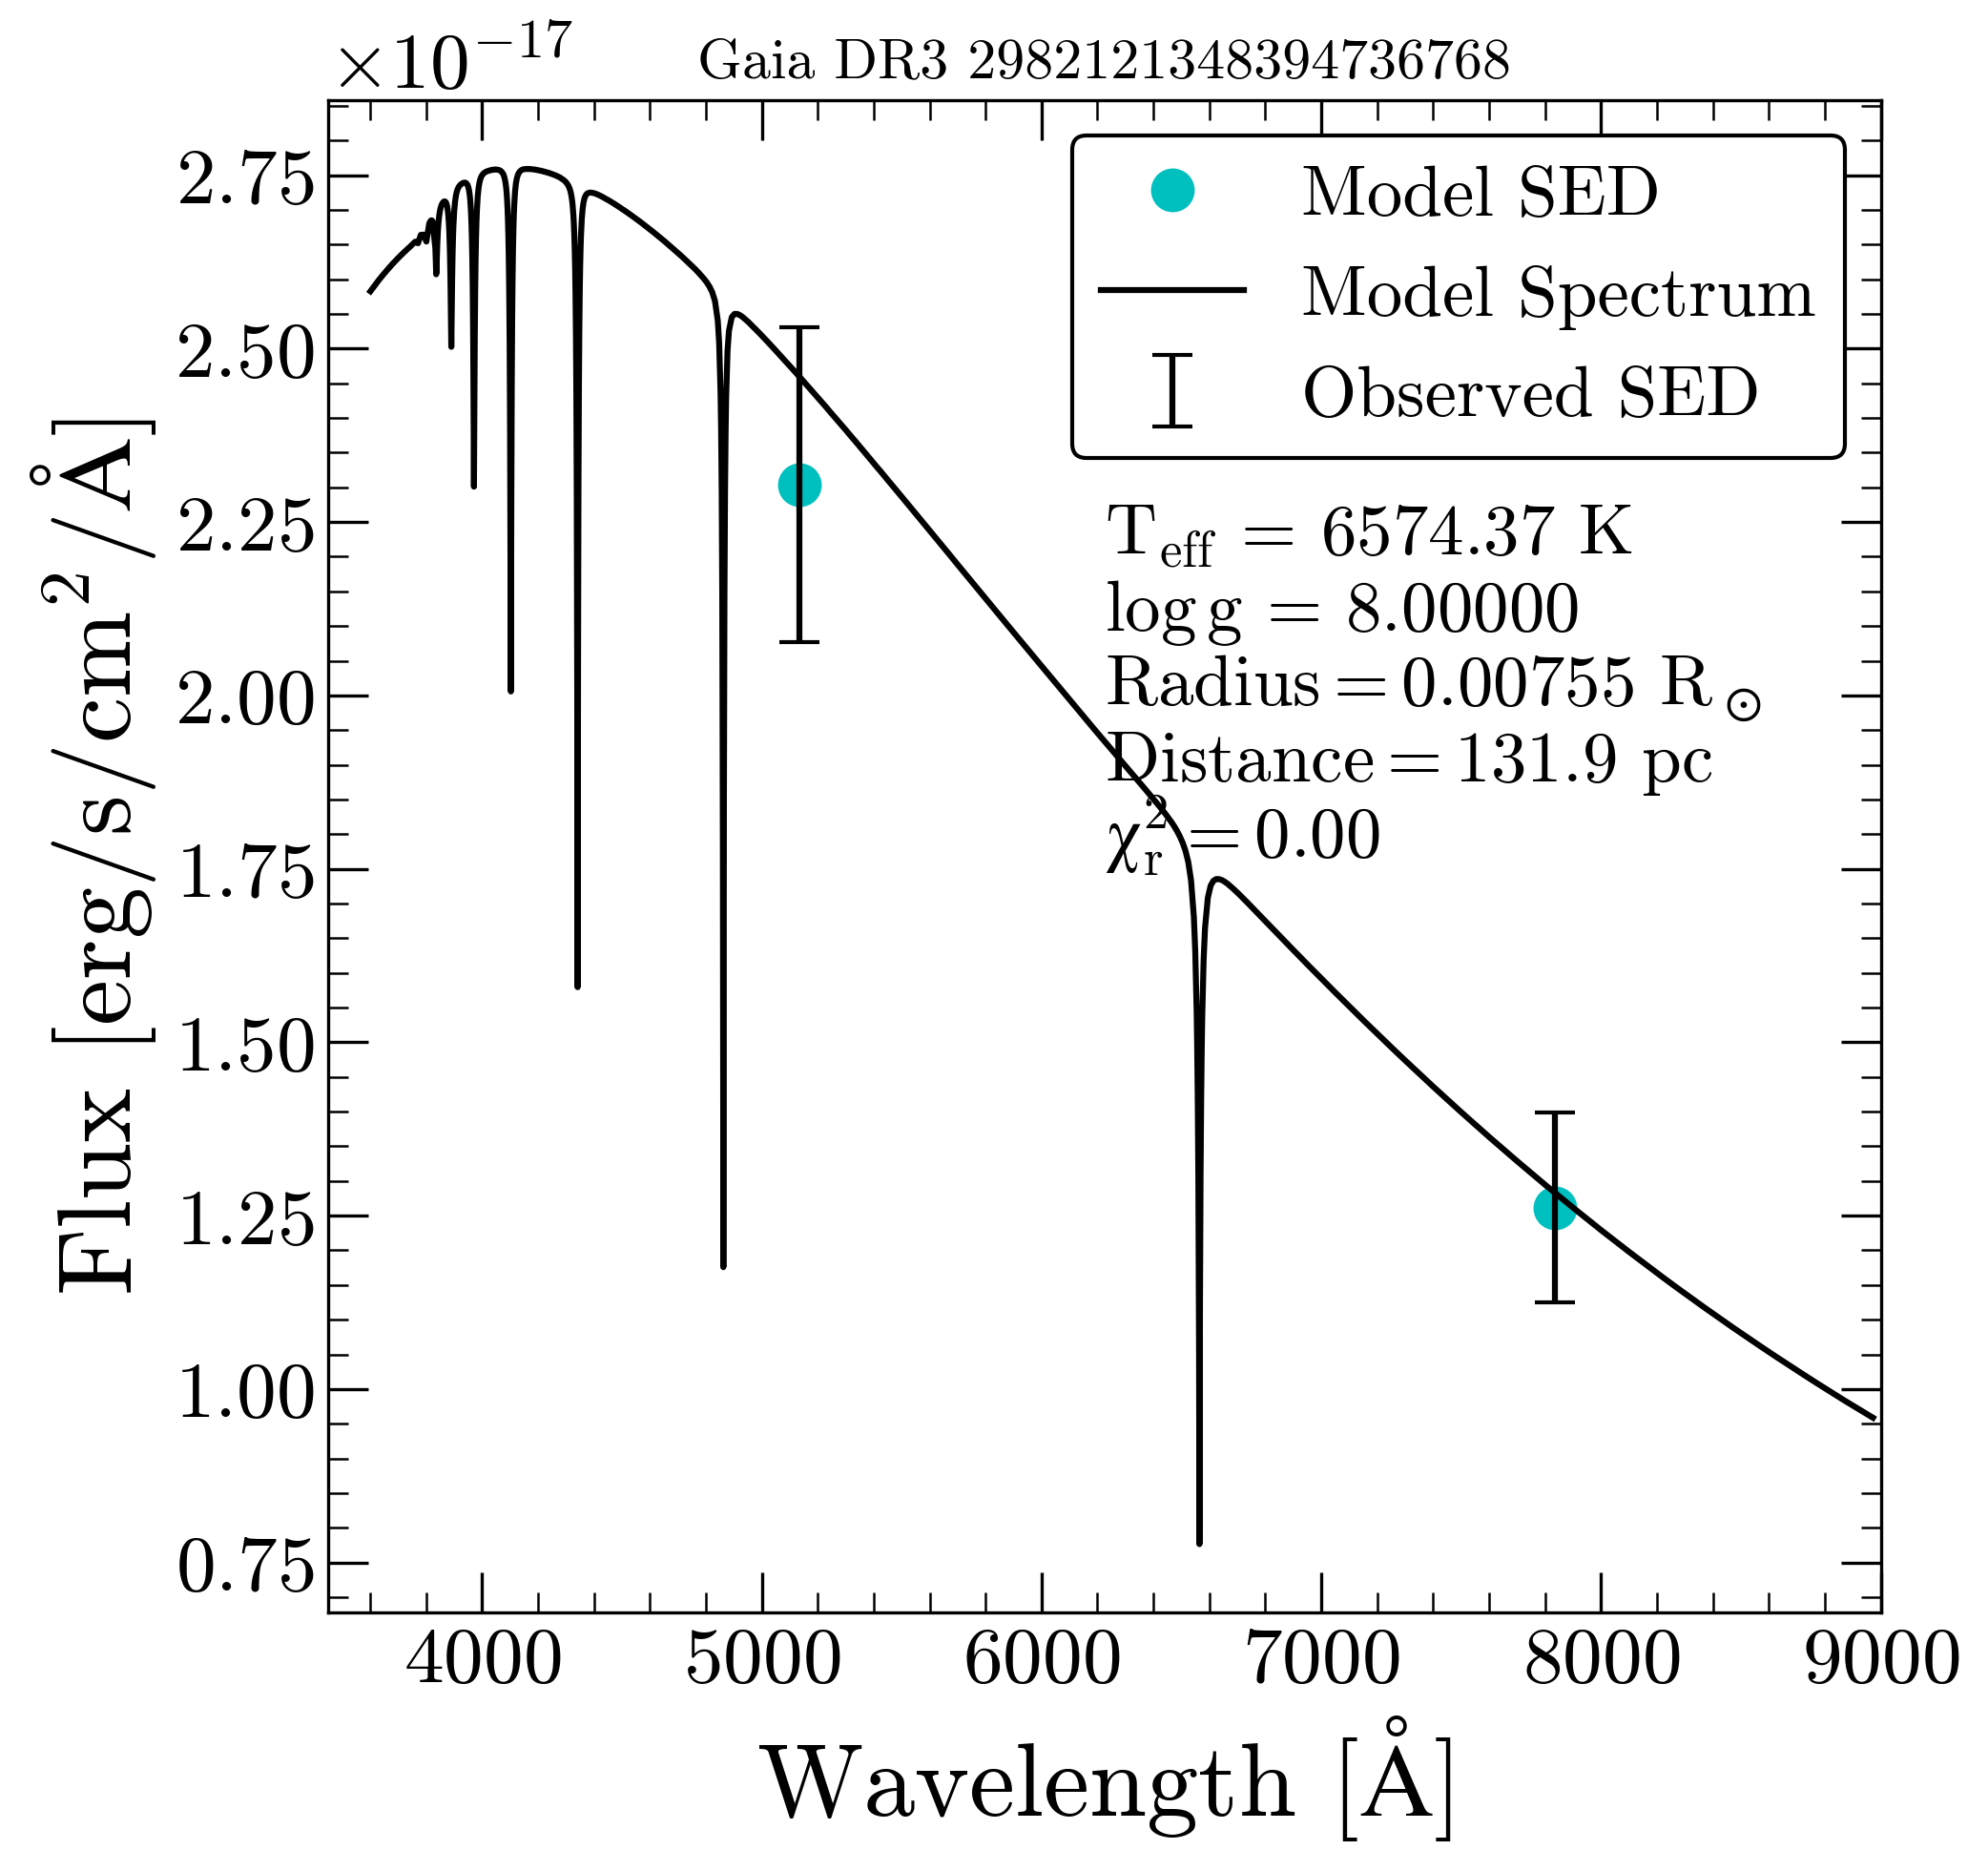 ×10⁻¹⁷
Gaia DR3 2982121348394736768
2.75
2.50
2.25
2.00
1.75
1.50
1.25
1.00
0.75
Flux [erg/s/cm²/Å]
Model SED
Model Spectrum
Observed SED
T_eff = 6574.37 K
log g = 8.00000
Radius = 0.00755 R_⊙
Distance = 131.9 pc
χ²_r = 0.00
4000 5000 6000 7000 8000 9000
Wavelength [Å]